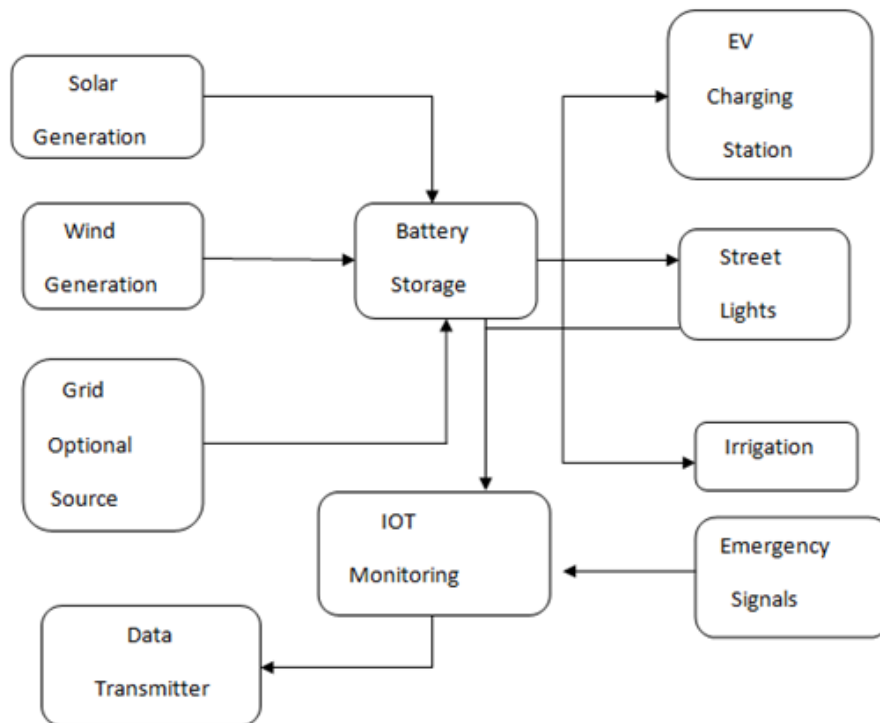 EV
Charging
Station
Solar
Generation
Wind
Generation
Battery
Storage
Street
Lights
Grid
Optional
Source
Irrigation
IOT
Monitoring
Emergency
Signals
Data
Transmitter